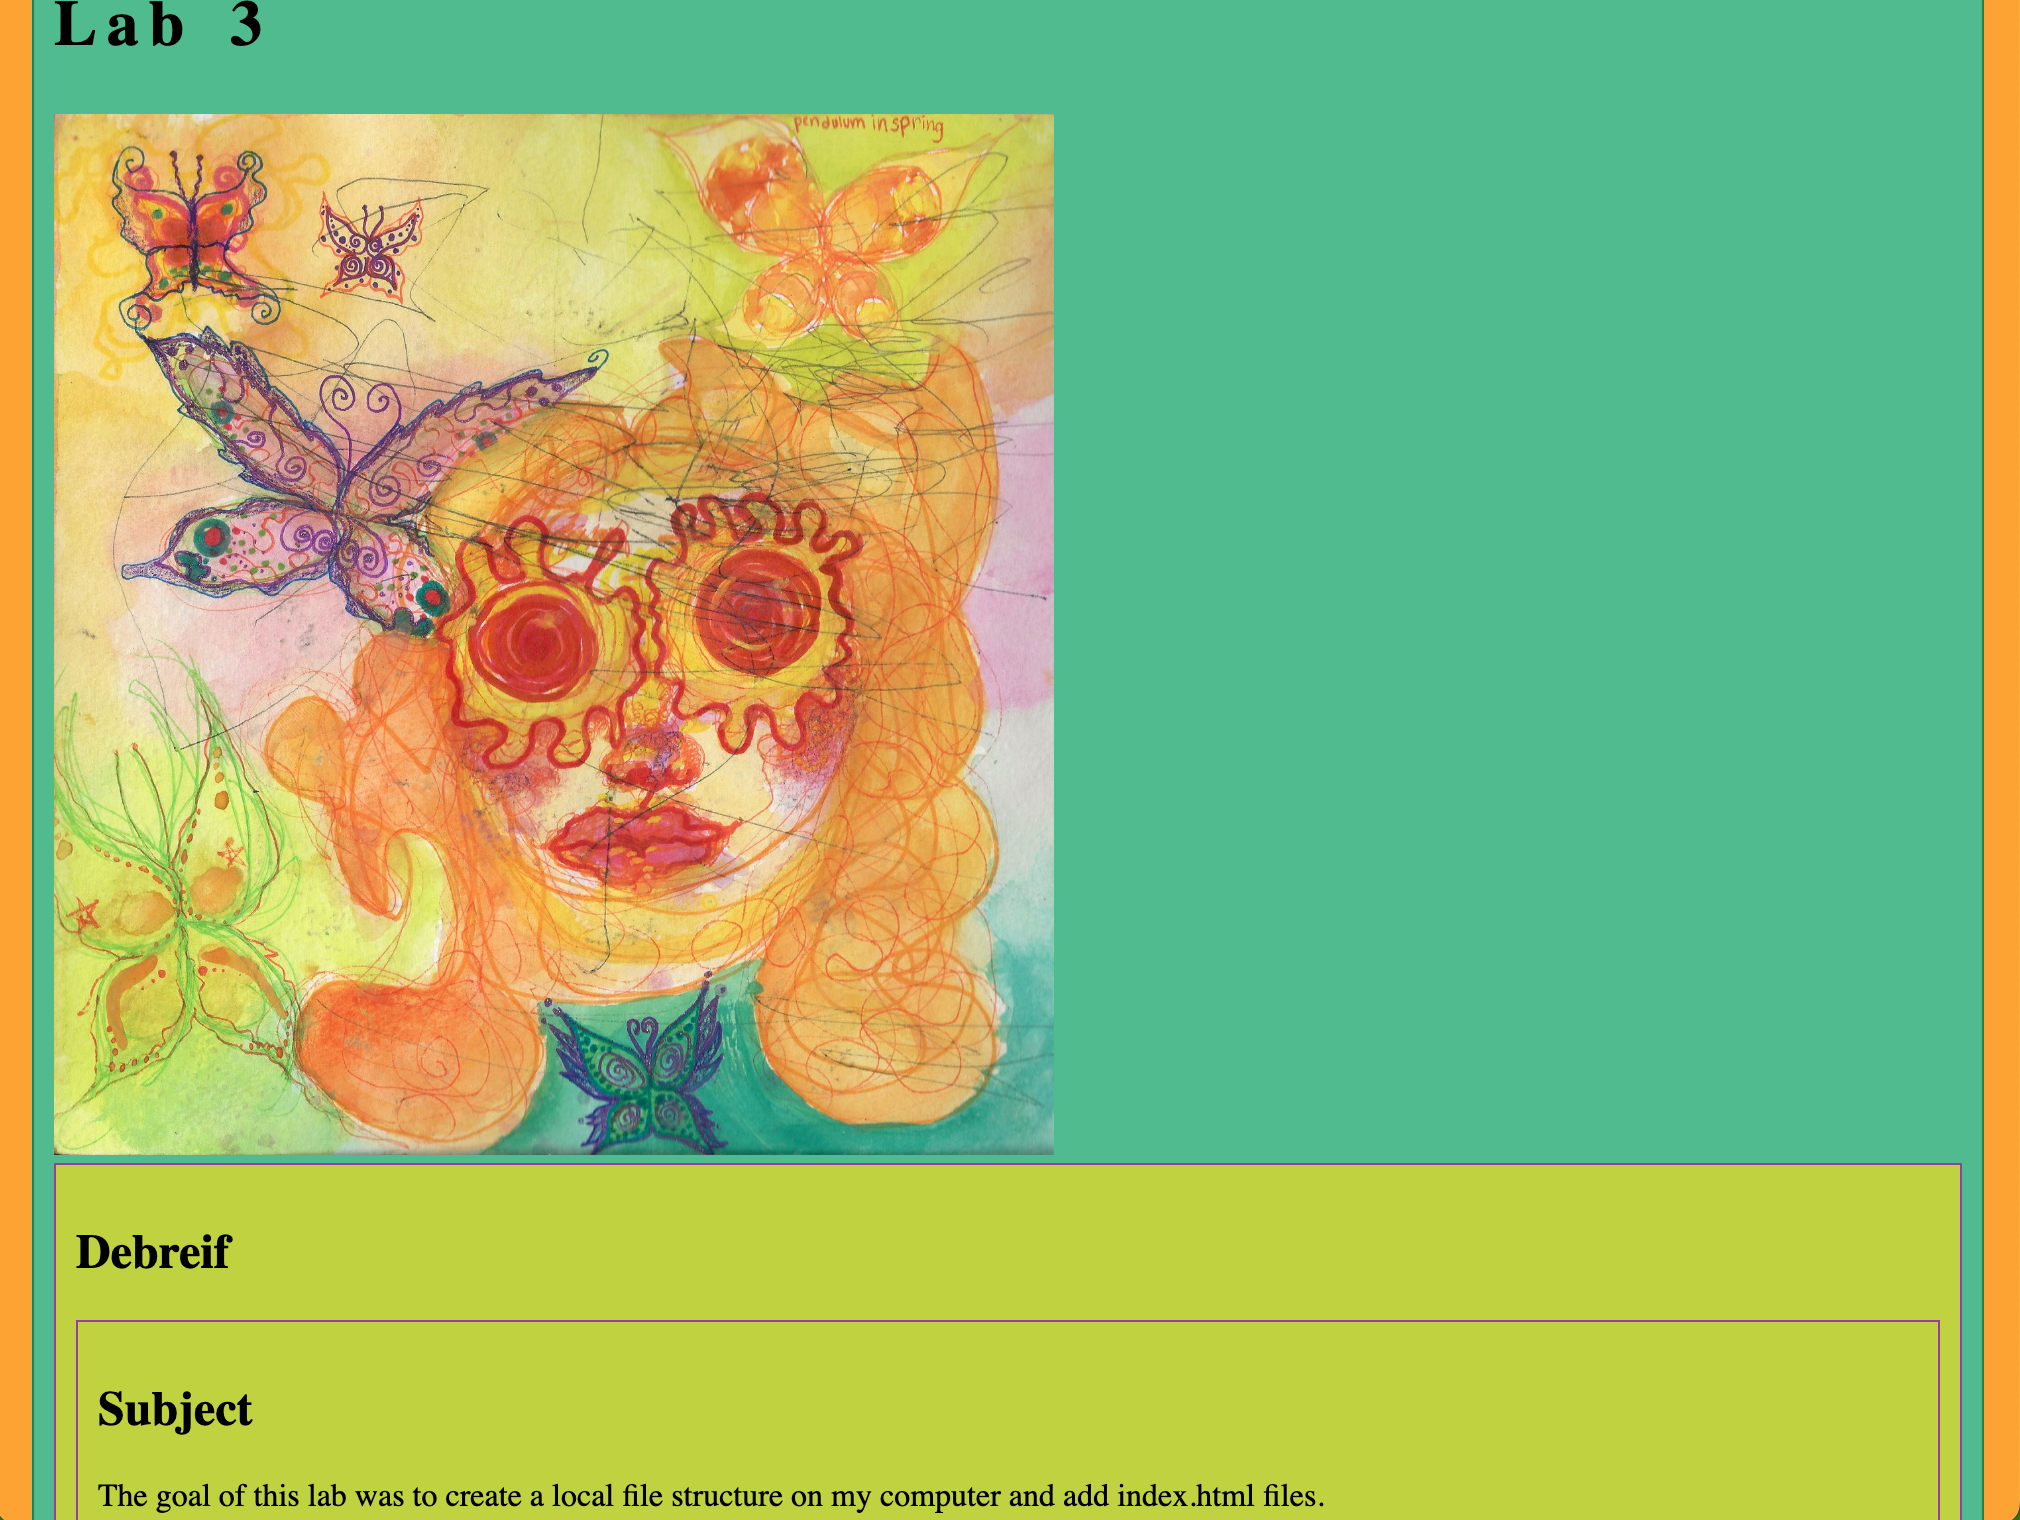 Lab 3
pendulum in spring
Debreif
Subject
The goal of this lab was to create a local file structure on my computer and add index.html files.